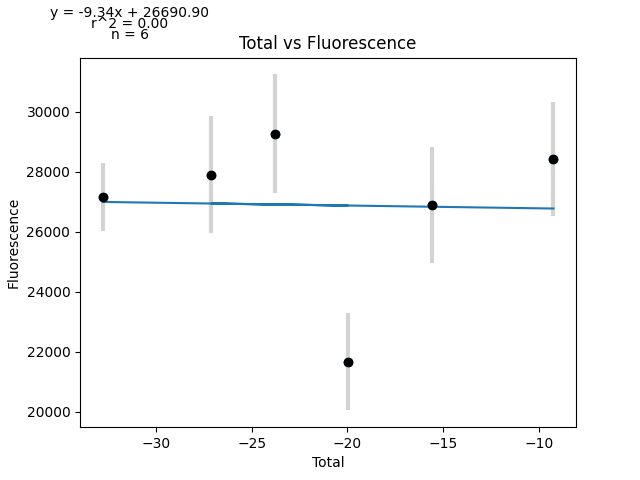 y = -9.34x + 26690.90
r^2 = 0.00
n = 6
Total vs Fluorescence
30000
28000
26000
24000
22000
20000
Fluorescence
−30
−25
−20
−15
−10
Total